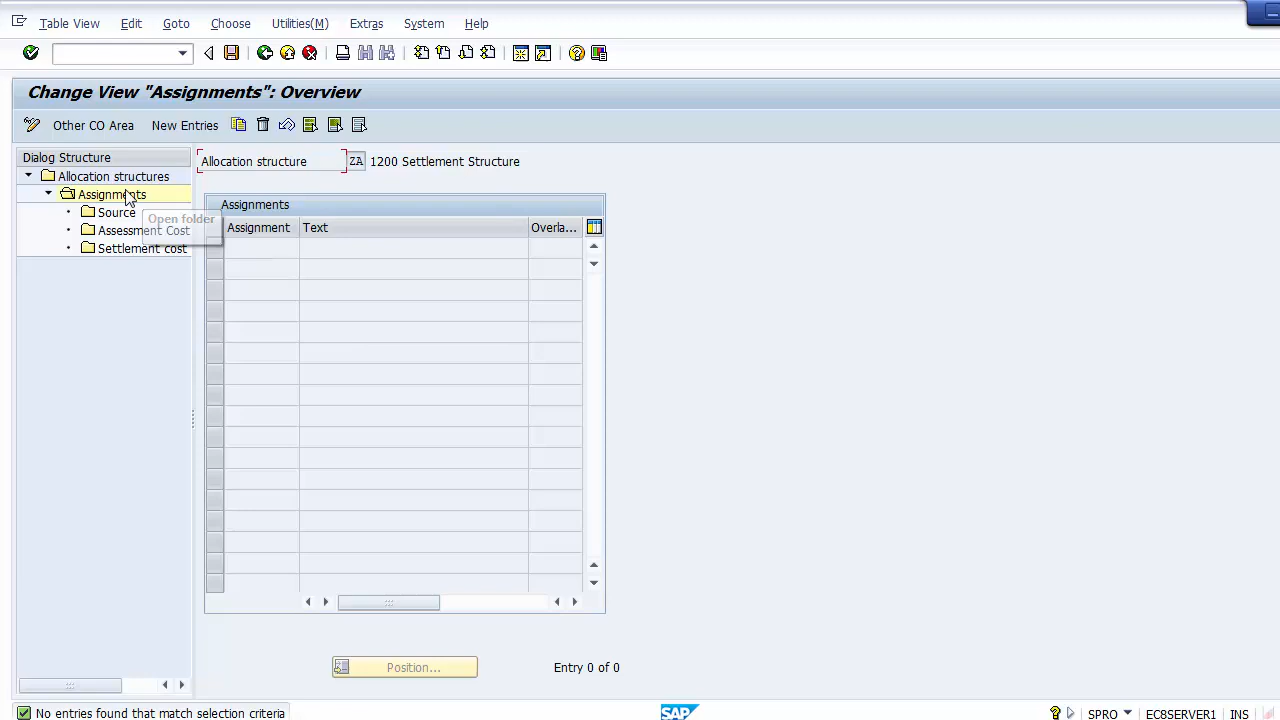 Table View Edit Goto Choose Utilities(M) Extras System Help
Change View "Assignments": Overview
Other CO Area New Entries
Dialog Structure
Allocation structures
Assignments
Source
Open folder
Assessment Cost
Settlement cost
Allocation structure ZA 1200 Settlement Structure
Assignments
Assignment Text Overla...
Position... Entry 0 of 0
No entries found that match selection criteria SAP SPRO EC8SERVER1 INS